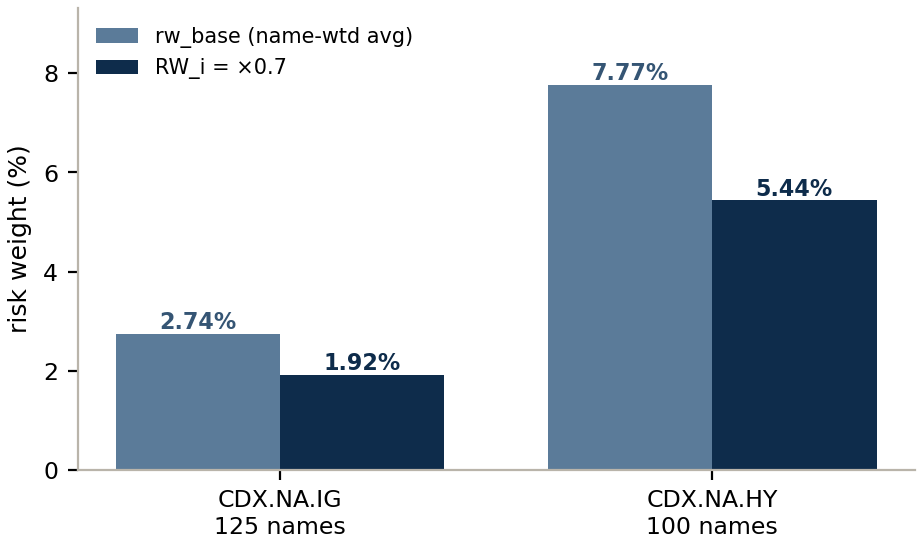 rw_base (name-wtd avg)
RW_i = ×0.7
risk weight (%)
8
6
4
2
0
2.74%
1.92%
7.77%
5.44%
CDX.NA.IG
125 names
CDX.NA.HY
100 names